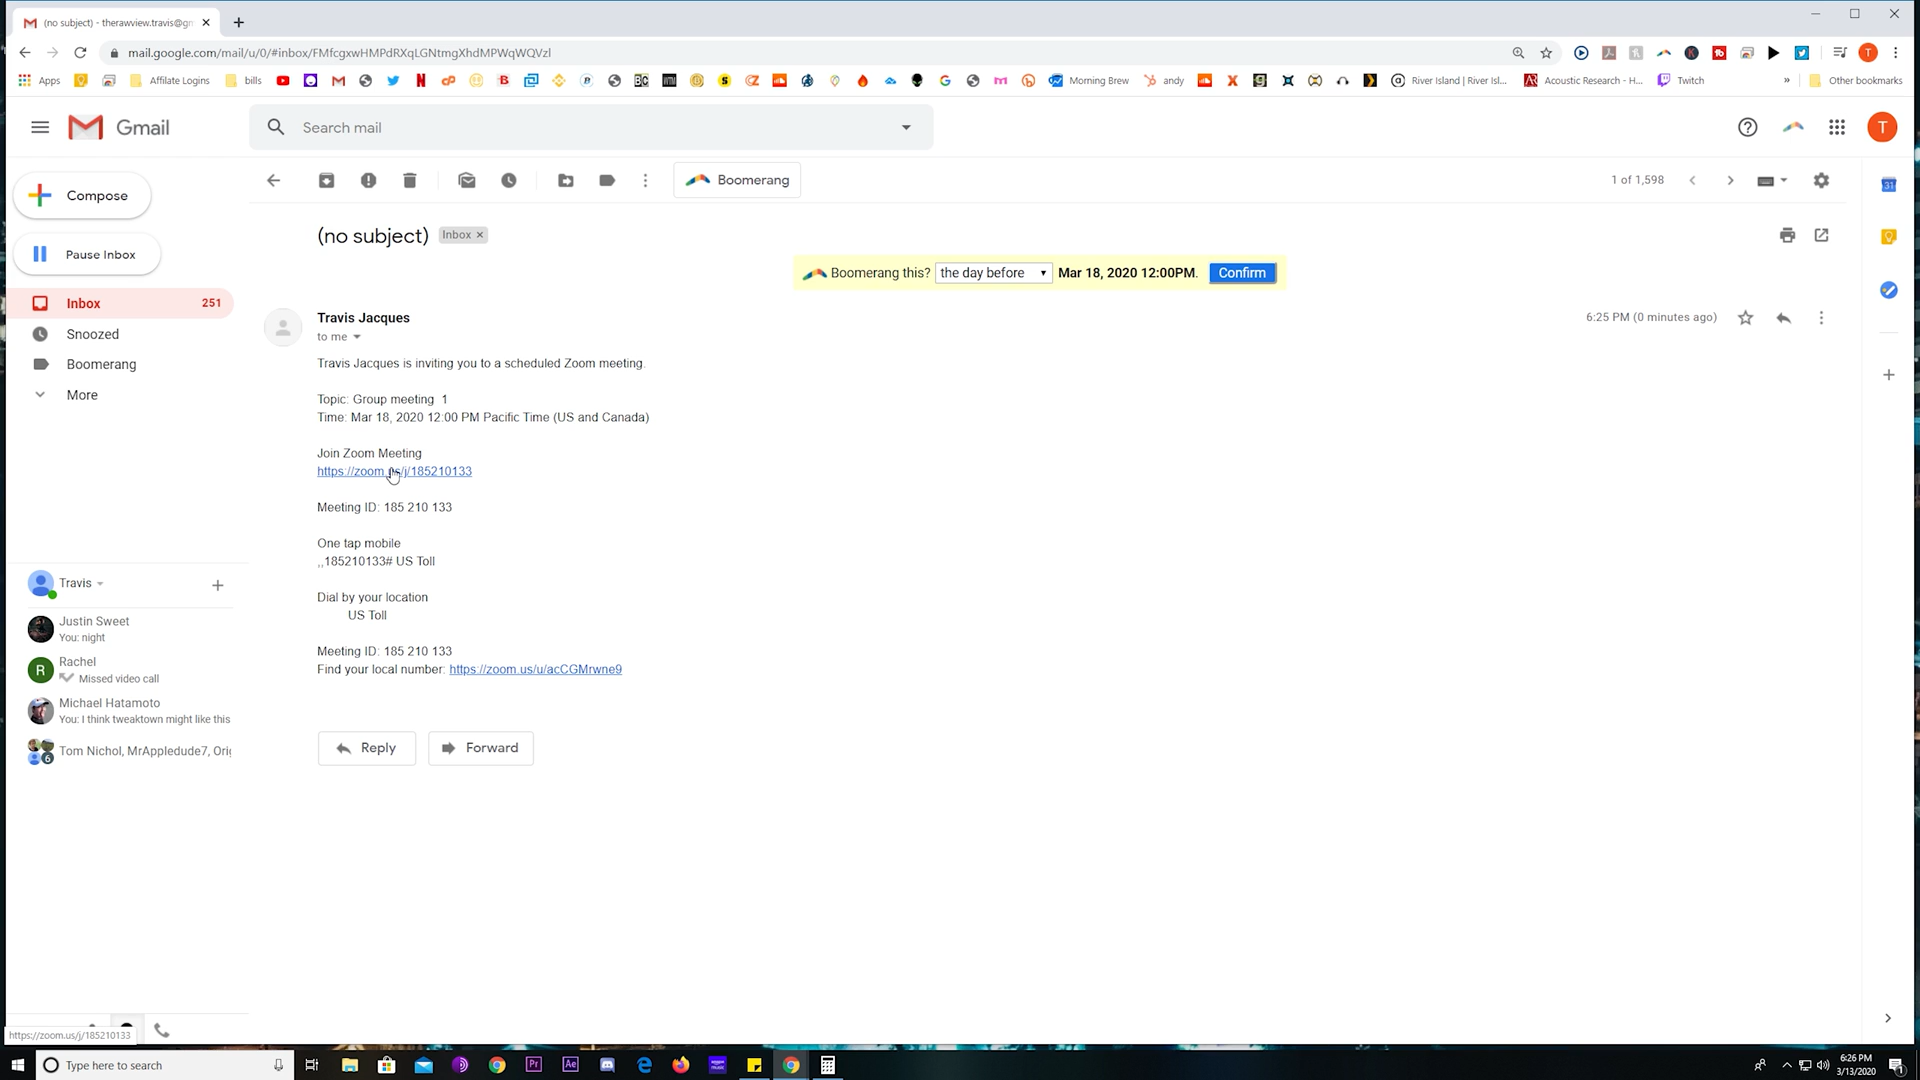 (no subject) - therawview.travis@gm
mail.google.com/mail/u/0/#inbox/FMfcgxwHMPdRXqLGNtmgXhdMPWqWQVzl
Apps
Affilate Logins
bills
Morning Brew
andy
River Island | River Isl...
Acoustic Research - H...
Twitch
Other bookmarks
Gmail
Search mail
T
Compose
Boomerang
1 of 1,598
(no subject)
Inbox
Pause Inbox
Boomerang this? the day before Mar 18, 2020 12:00PM. Confirm
Inbox 251
Snoozed
Boomerang
More
Travis Jacques
6:25 PM (0 minutes ago)
to me
Travis Jacques is inviting you to a scheduled Zoom meeting.
Topic: Group meeting 1
Time: Mar 18, 2020 12:00 PM Pacific Time (US and Canada)
Join Zoom Meeting
https://zoom.us/j/185210133
Meeting ID: 185 210 133
One tap mobile
,,185210133# US Toll
Dial by your location
US Toll
Meeting ID: 185 210 133
Find your local number: https://zoom.us/u/acCGMrwne9
Reply
Forward
Travis
Justin Sweet
You: night
R
Rachel
Missed video call
Michael Hatamoto
You: I think tweaktown might like this
Tom Nichol, MrAppledude7, Orig
6
https://zoom.us/j/185210133
Type here to search
Pr
Ae
6:26 PM
3/13/2020